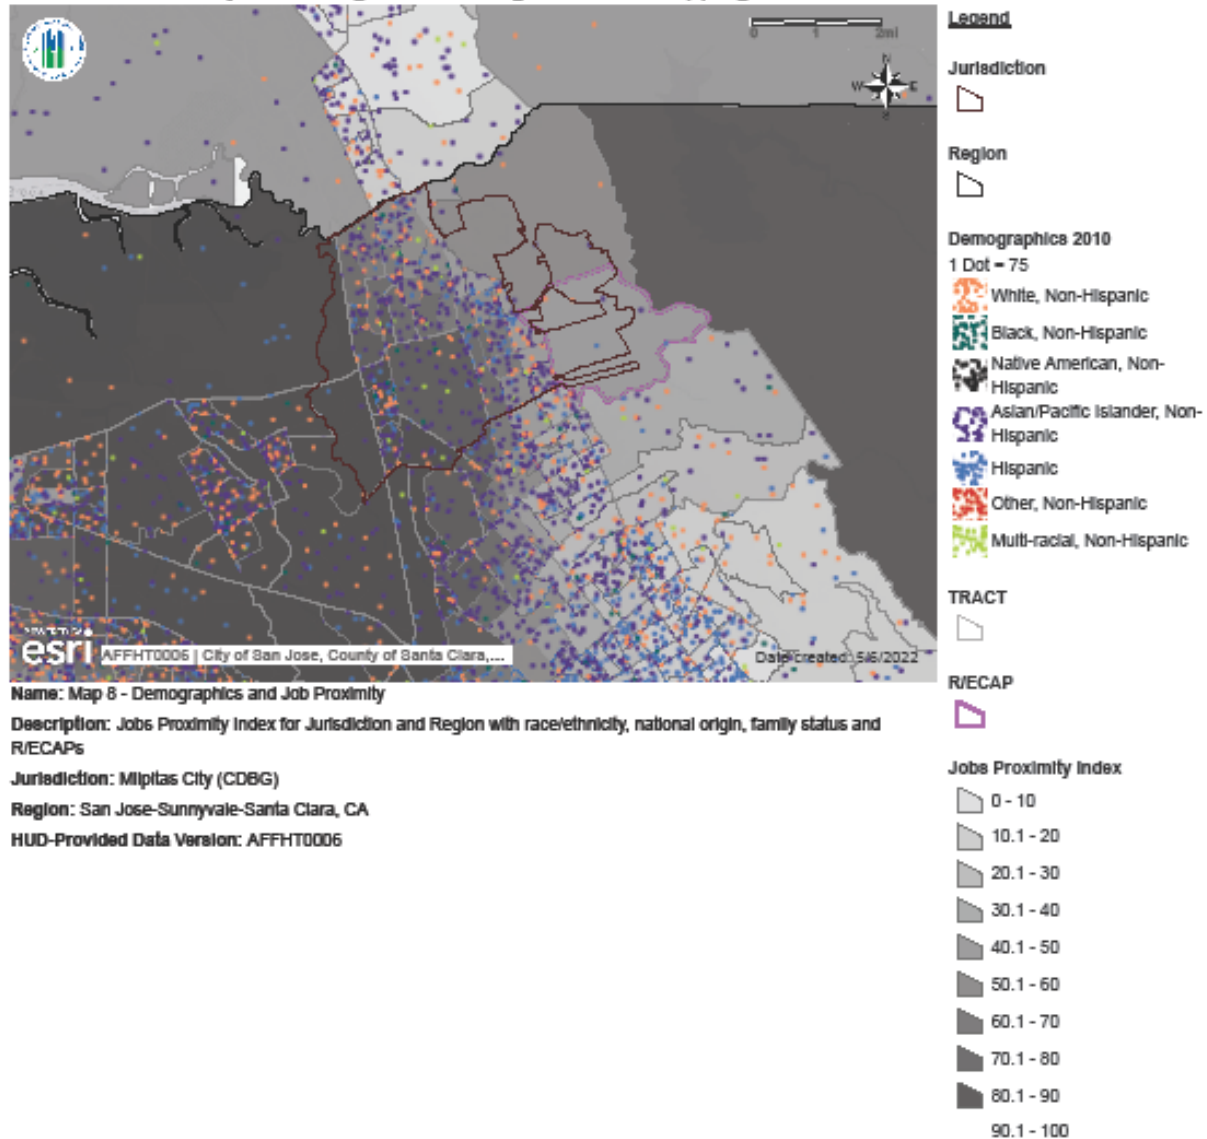 0 1 2mi
N
W E
S
POWERED BY
esri
AFFHT0006 | City of San Jose, County of Santa Clara,...
Date created: 5/6/2022
Name: Map 8 - Demographics and Job Proximity
Description: Jobs Proximity Index for Jurisdiction and Region with race/ethnicity, national origin, family status and
R/ECAPs
Jurisdiction: Milpitas City (CDBG)
Region: San Jose-Sunnyvale-Santa Clara, CA
HUD-Provided Data Version: AFFHT0006
Legend
Jurisdiction
Region
Demographics 2010
1 Dot = 75
White, Non-Hispanic
Black, Non-Hispanic
Native American, Non-
Hispanic
Asian/Pacific Islander, Non-
Hispanic
Hispanic
Other, Non-Hispanic
Multi-racial, Non-Hispanic
TRACT
R/ECAP
Jobs Proximity Index
0 - 10
10.1 - 20
20.1 - 30
30.1 - 40
40.1 - 50
50.1 - 60
60.1 - 70
70.1 - 80
80.1 - 90
90.1 - 100